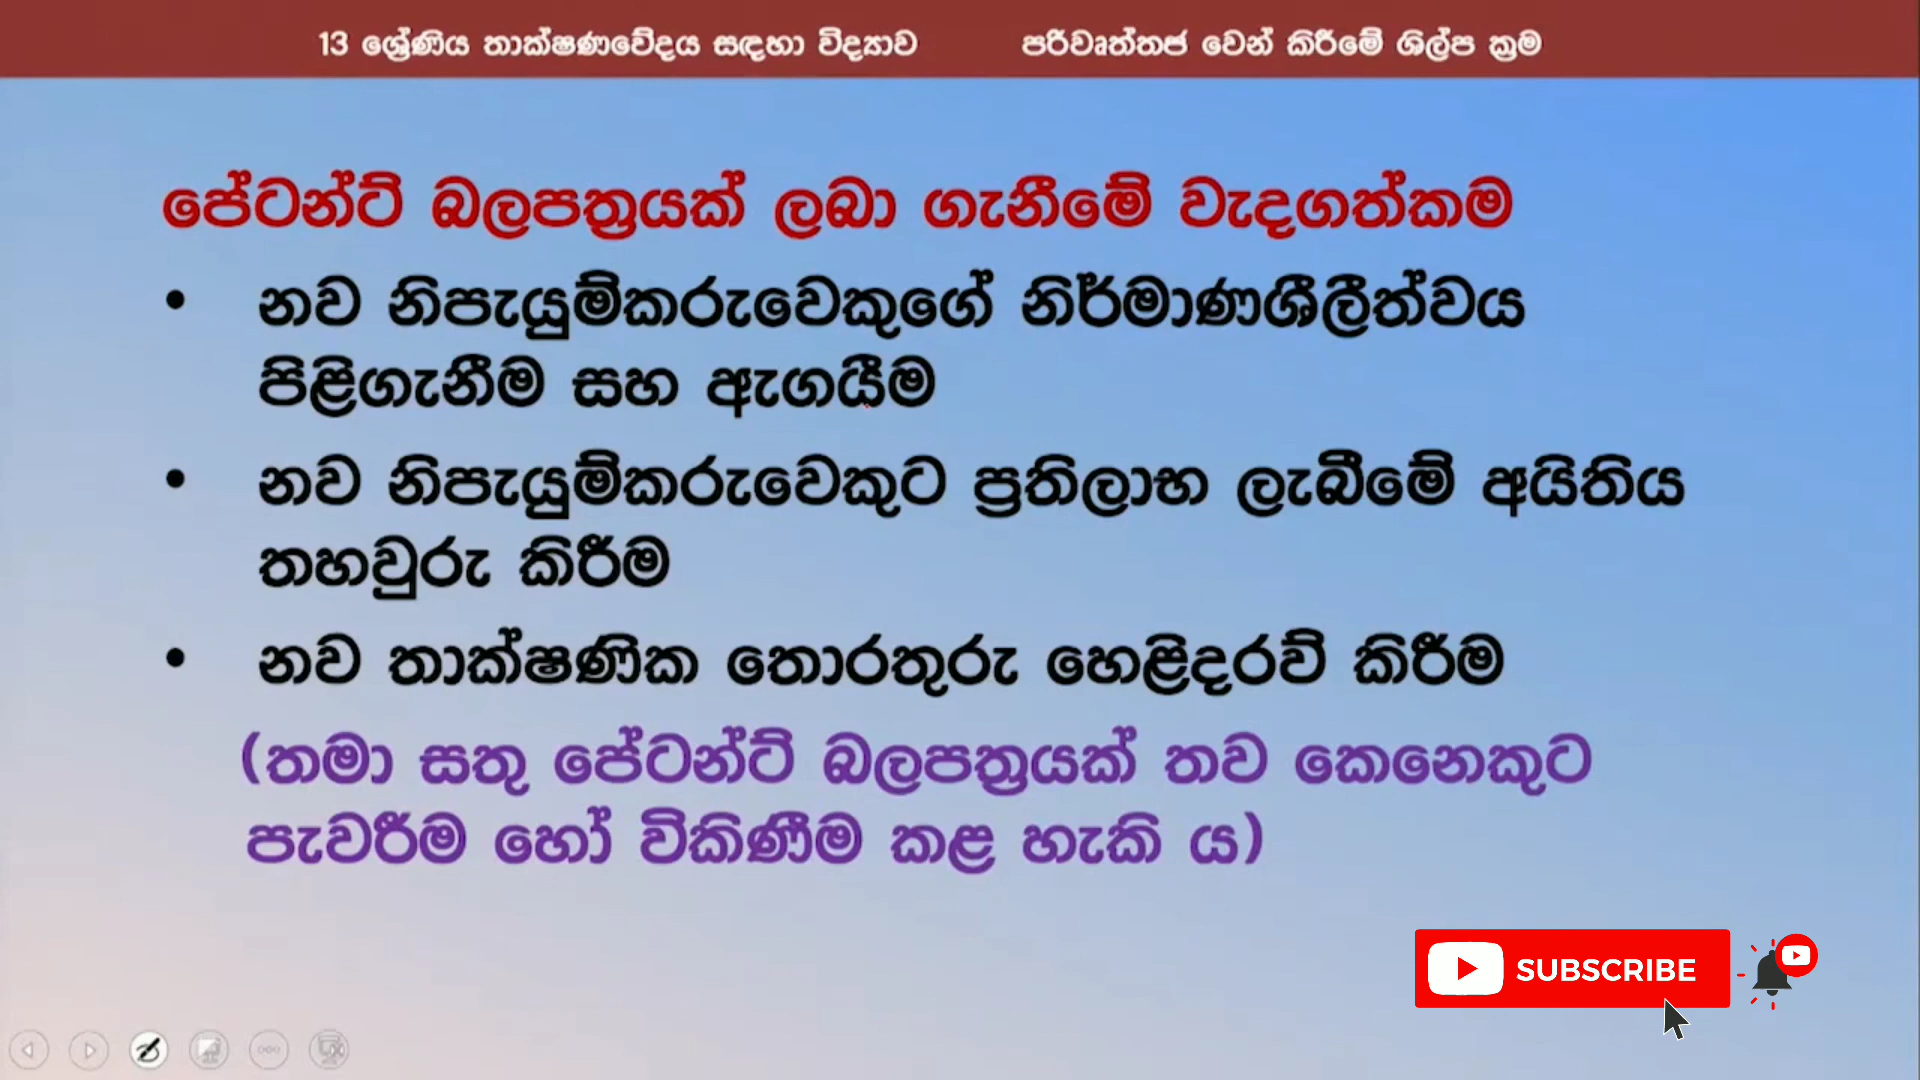 13 ශ්‍රේණිය තාක්ෂණවේදය සඳහා විද්‍යාව පරිවෘත්තජ වෙන් කිරීමේ ශිල්ප ක්‍රම
පේටන්ට් බලපත්‍රයක් ලබා ගැනීමේ වැදගත්කම
• නව නිපැයුම්කරුවෙකුගේ නිර්මාණශීලීත්වය
පිළිගැනීම සහ ඇගයීම
• නව නිපැයුම්කරුවෙකුට ප්‍රතිලාභ ලැබීමේ අයිතිය
තහවුරු කිරීම
• නව තාක්ෂණික තොරතුරු හෙළිදරව් කිරීම
(තමා සතු පේටන්ට් බලපත්‍රයක් තව කෙනෙකුට
පැවරීම හෝ විකිණීම කළ හැකි ය)
SUBSCRIBE